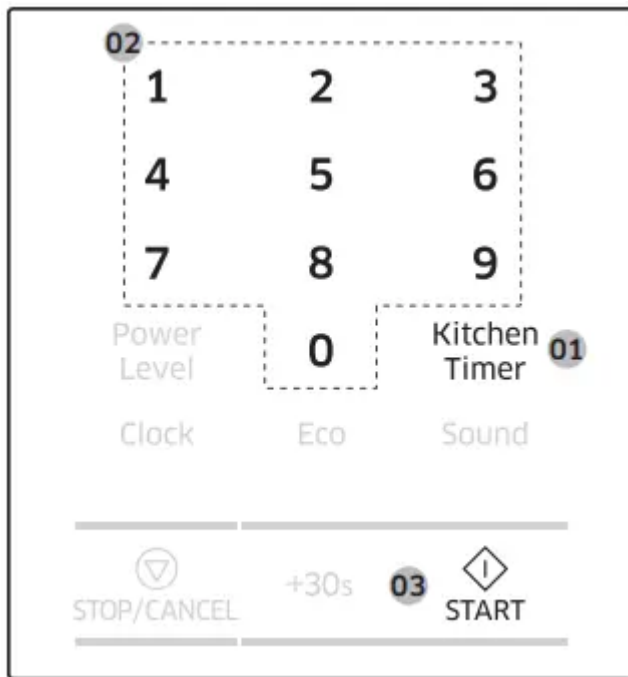 02
1 2 3
4 5 6
7 8 9
Power
Level
0
Kitchen
Timer
01
Clock Eco Sound
STOP/CANCEL
+30s
03
START